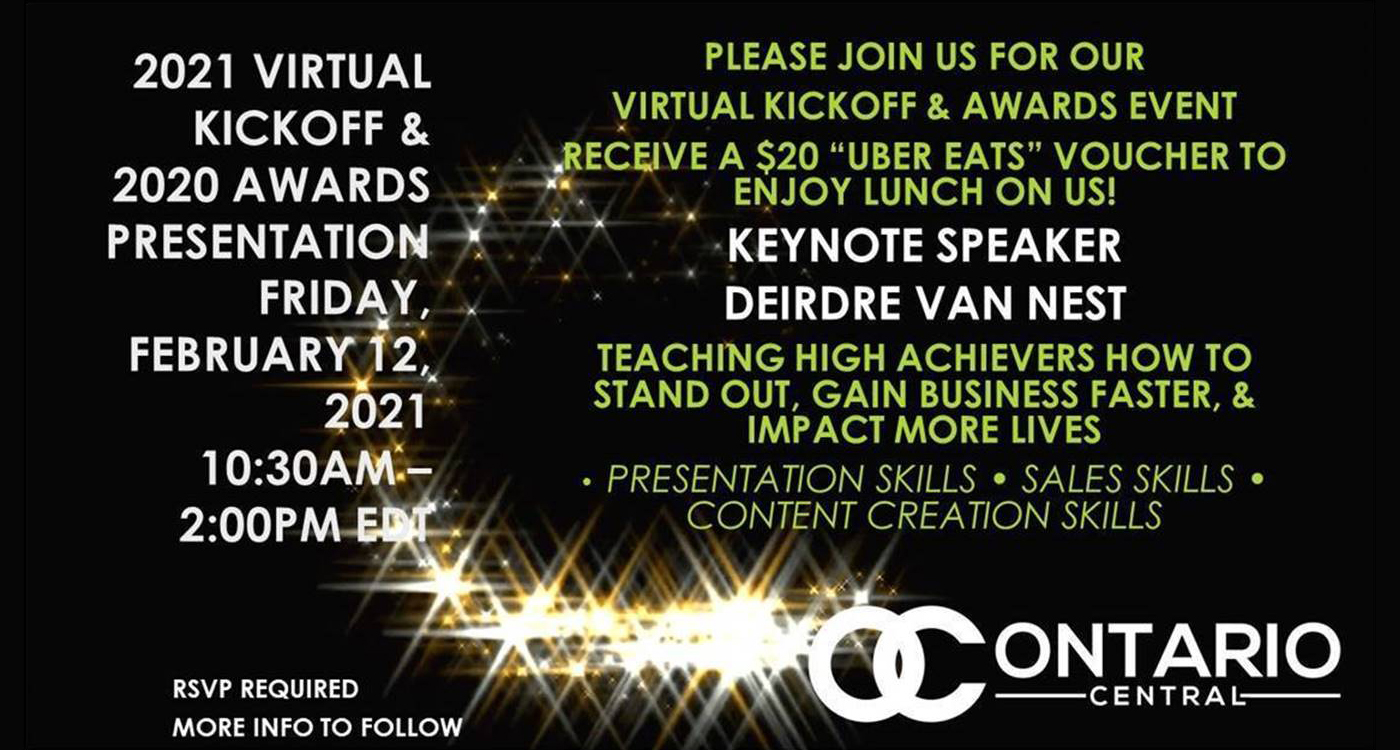 2021 VIRTUAL
KICKOFF &
2020 AWARDS
PRESENTATION
FRIDAY,
FEBRUARY 12,
2021
10:30AM –
2:00PM EDT
RSVP REQUIRED
MORE INFO TO FOLLOW
PLEASE JOIN US FOR OUR
VIRTUAL KICKOFF & AWARDS EVENT
RECEIVE A $20 “UBER EATS” VOUCHER TO
ENJOY LUNCH ON US!
KEYNOTE SPEAKER
DEIRDRE VAN NEST
TEACHING HIGH ACHIEVERS HOW TO
STAND OUT, GAIN BUSINESS FASTER, &
IMPACT MORE LIVES
• PRESENTATION SKILLS • SALES SKILLS •
CONTENT CREATION SKILLS
OC ONTARIO
CENTRAL